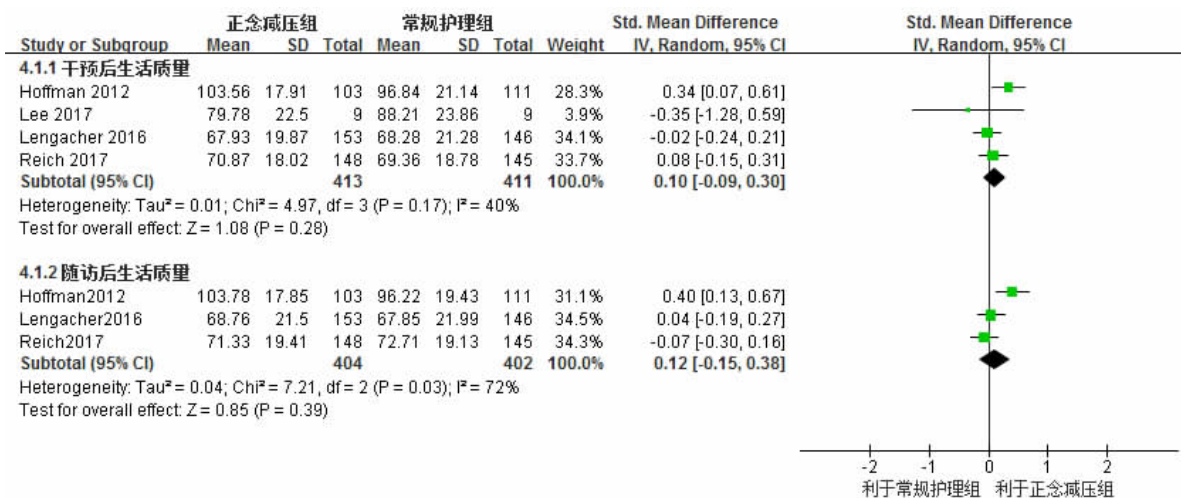 正念减压组 常规护理组 Std. Mean Difference Std. Mean Difference
Study or Subgroup Mean SD Total Mean SD Total Weight IV, Random, 95% CI IV, Random, 95% CI
4.1.1 干预后生活质量
Hoffman 2012 103.56 17.91 103 96.84 21.14 111 28.3% 0.34 [0.07, 0.61]
Lee 2017 79.78 22.5 9 88.21 23.86 9 3.9% -0.35 [-1.28, 0.59]
Lengacher 2016 67.93 19.87 153 68.28 21.28 146 34.1% -0.02 [-0.24, 0.21]
Reich 2017 70.87 18.02 148 69.36 18.78 145 33.7% 0.08 [-0.15, 0.31]
Subtotal (95% CI) 413 411 100.0% 0.10 [-0.09, 0.30]
Heterogeneity: Tau² = 0.01; Chi² = 4.97, df = 3 (P = 0.17); I² = 40%
Test for overall effect: Z = 1.08 (P = 0.28)
4.1.2 随访后生活质量
Hoffman2012 103.78 17.85 103 96.22 19.43 111 31.1% 0.40 [0.13, 0.67]
Lengacher2016 68.76 21.5 153 67.85 21.99 146 34.5% 0.04 [-0.19, 0.27]
Reich2017 71.33 19.41 148 72.71 19.13 145 34.3% -0.07 [-0.30, 0.16]
Subtotal (95% CI) 404 402 100.0% 0.12 [-0.15, 0.38]
Heterogeneity: Tau² = 0.04; Chi² = 7.21, df = 2 (P = 0.03); I² = 72%
Test for overall effect: Z = 0.85 (P = 0.39)
-2 -1 0 1 2
利于常规护理组 利于正念减压组